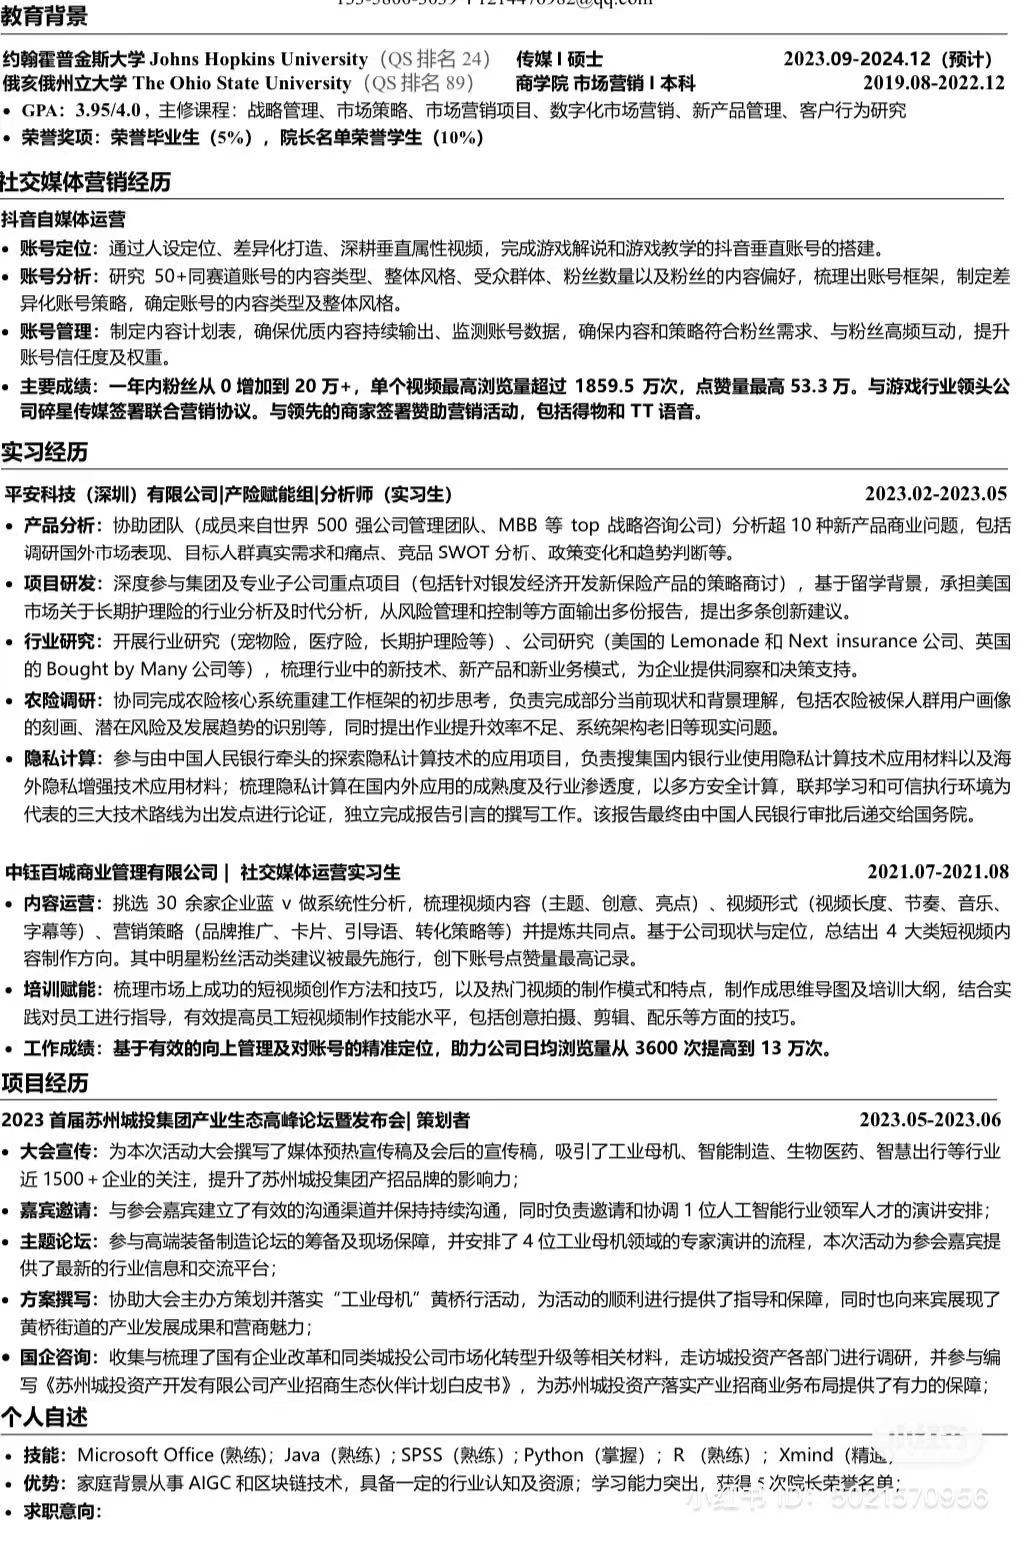 教育背景
约翰霍普金斯大学 Johns Hopkins University（QS 排名 24） 传媒 I 硕士 2023.09-2024.12（预计）
俄亥俄州立大学 The Ohio State University（QS 排名 89） 商学院 市场营销 I 本科 2019.08-2022.12
• GPA：3.95/4.0 , 主修课程：战略管理、市场策略、市场营销项目、数字化市场营销、新产品管理、客户行为研究
• 荣誉奖项：荣誉毕业生（5%），院长名单荣誉学生（10%）
社交媒体营销经历
抖音自媒体运营
• 账号定位：通过人设定位、差异化打造、深耕垂直属性视频，完成游戏解说和游戏教学的抖音垂直账号的搭建。
• 账号分析：研究 50+同赛道账号的内容类型、整体风格、受众群体、粉丝数量以及粉丝的内容偏好，梳理出账号框架，制定差
异化账号策略，确定账号的内容类型及整体风格。
• 账号管理：制定内容计划表，确保优质内容持续输出、监测账号数据，确保内容和策略符合粉丝需求、与粉丝高频互动，提升
账号信任度及权重。
• 主要成绩：一年内粉丝从 0 增加到 20 万+，单个视频最高浏览量超过 1859.5 万次，点赞量最高 53.3 万。与游戏行业领头公
司碎星传媒签署联合营销协议。与领先的商家签署赞助营销活动，包括得物和 TT 语音。
实习经历
平安科技（深圳）有限公司|产险赋能组|分析师（实习生） 2023.02-2023.05
• 产品分析：协助团队（成员来自世界 500 强公司管理团队、MBB 等 top 战略咨询公司）分析超 10 种新产品商业问题，包括
调研国外市场表现、目标人群真实需求和痛点、竞品 SWOT 分析、政策变化和趋势判断等。
• 项目研发：深度参与集团及专业子公司重点项目（包括针对银发经济开发新保险产品的策略商讨），基于留学背景，承担美国
市场关于长期护理险的行业分析及时代分析，从风险管理和控制等方面输出多份报告，提出多条创新建议。
• 行业研究：开展行业研究（宠物险，医疗险，长期护理险等）、公司研究（美国的 Lemonade 和 Next insurance 公司、英国
的 Bought by Many 公司等），梳理行业中的新技术、新产品和新业务模式，为企业提供洞察和决策支持。
• 农险调研：协同完成农险核心系统重建工作框架的初步思考，负责完成部分当前现状和背景理解，包括农险被保人群用户画像
的刻画、潜在风险及发展趋势的识别等，同时提出作业提升效率不足、系统架构老旧等现实问题。
• 隐私计算：参与由中国人民银行牵头的探索隐私计算技术的应用项目，负责搜集国内银行业使用隐私计算技术应用材料以及海
外隐私增强技术应用材料；梳理隐私计算在国内外应用的成熟度及行业渗透度，以多方安全计算，联邦学习和可信执行环境为
代表的三大技术路线为出发点进行论证，独立完成报告引言的撰写工作。该报告最终由中国人民银行审批后递交给国务院。
中钰百城商业管理有限公司 | 社交媒体运营实习生 2021.07-2021.08
• 内容运营：挑选 30 余家企业蓝 v 做系统性分析，梳理视频内容（主题、创意、亮点）、视频形式（视频长度、节奏、音乐、
字幕等）、营销策略（品牌推广、卡片、引导语、转化策略等）并提炼共同点。基于公司现状与定位，总结出 4 大类短视频内
容制作方向。其中明星粉丝活动类建议被最先施行，创下账号点赞量最高记录。
• 培训赋能：梳理市场上成功的短视频创作方法和技巧，以及热门视频的制作模式和特点，制作成思维导图及培训大纲，结合实
践对员工进行指导，有效提高员工短视频制作技能水平，包括创意拍摄、剪辑、配乐等方面的技巧。
• 工作成绩：基于有效的向上管理及对账号的精准定位，助力公司日均浏览量从 3600 次提高到 13 万次。
项目经历
2023 首届苏州城投集团产业生态高峰论坛暨发布会| 策划者 2023.05-2023.06
• 大会宣传：为本次活动大会撰写了媒体预热宣传稿及会后的宣传稿，吸引了工业母机、智能制造、生物医药、智慧出行等行业
近 1500 + 企业的关注，提升了苏州城投集团产招品牌的影响力；
• 嘉宾邀请：与参会嘉宾建立了有效的沟通渠道并保持持续沟通，同时负责邀请和协调 1 位人工智能行业领军人才的演讲安排；
• 主题论坛：参与高端装备制造论坛的筹备及现场保障，并安排了 4 位工业母机领域的专家演讲的流程，本次活动为参会嘉宾提
供了最新的行业信息和交流平台；
• 方案撰写：协助大会主办方策划并落实“工业母机”黄桥行活动，为活动的顺利进行提供了指导和保障，同时也向来宾展现了
黄桥街道的产业发展成果和营商魅力；
• 国企咨询：收集与梳理了国有企业改革和同类城投公司市场化转型升级等相关材料，走访城投资产各部门进行调研，并参与编
写《苏州城投资产开发有限公司产业招商生态伙伴计划白皮书》，为苏州城投资产落实产业招商业务布局提供了有力的保障；
个人自述
• 技能：Microsoft Office (熟练)；Java（熟练）; SPSS（熟练）; Python（掌握）；R （熟练）；Xmind（精通
• 优势：家庭背景从事 AIGC 和区块链技术，具备一定的行业认知及资源；学习能力突出，获得 5 次院长荣誉名单；
• 求职意向：
小红书
小红书 ID：5021570956